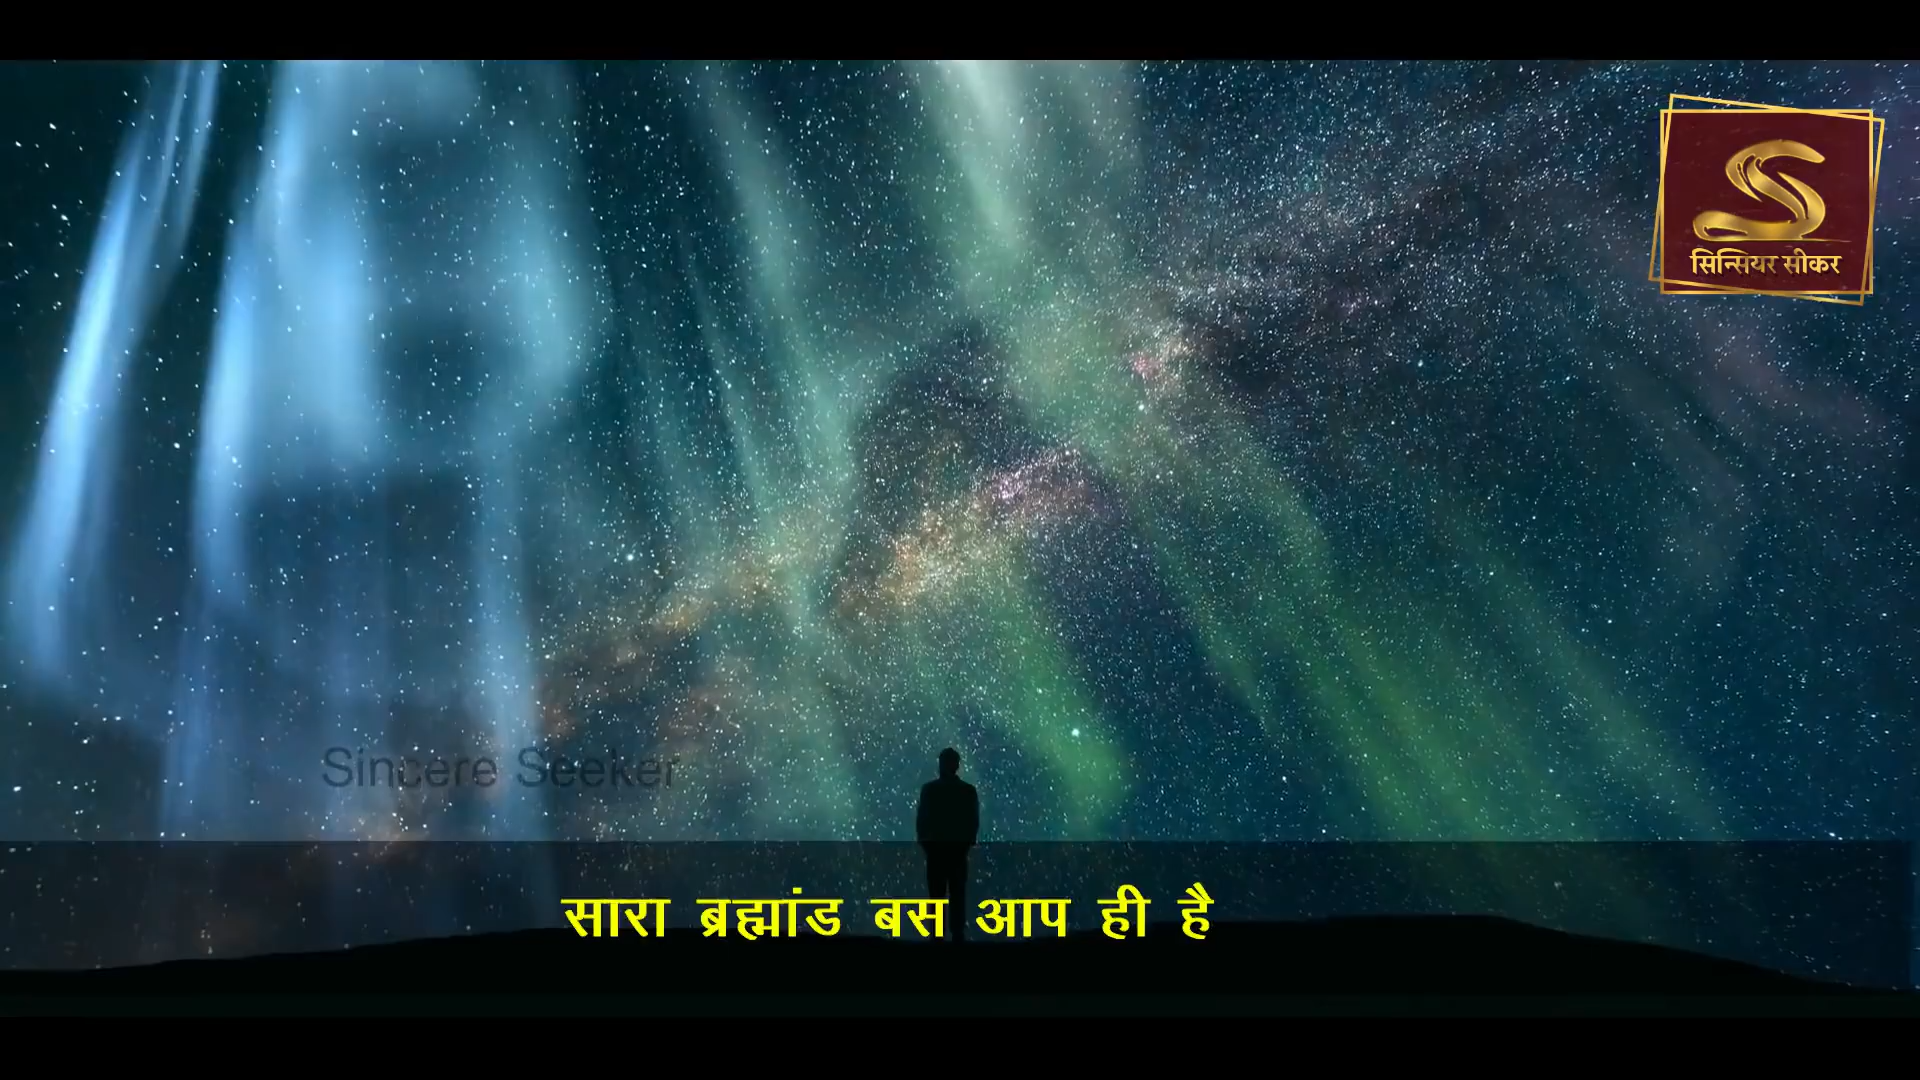 सिन्सियर सीकर
Sincere Seeker
सारा ब्रह्मांड बस आप ही है